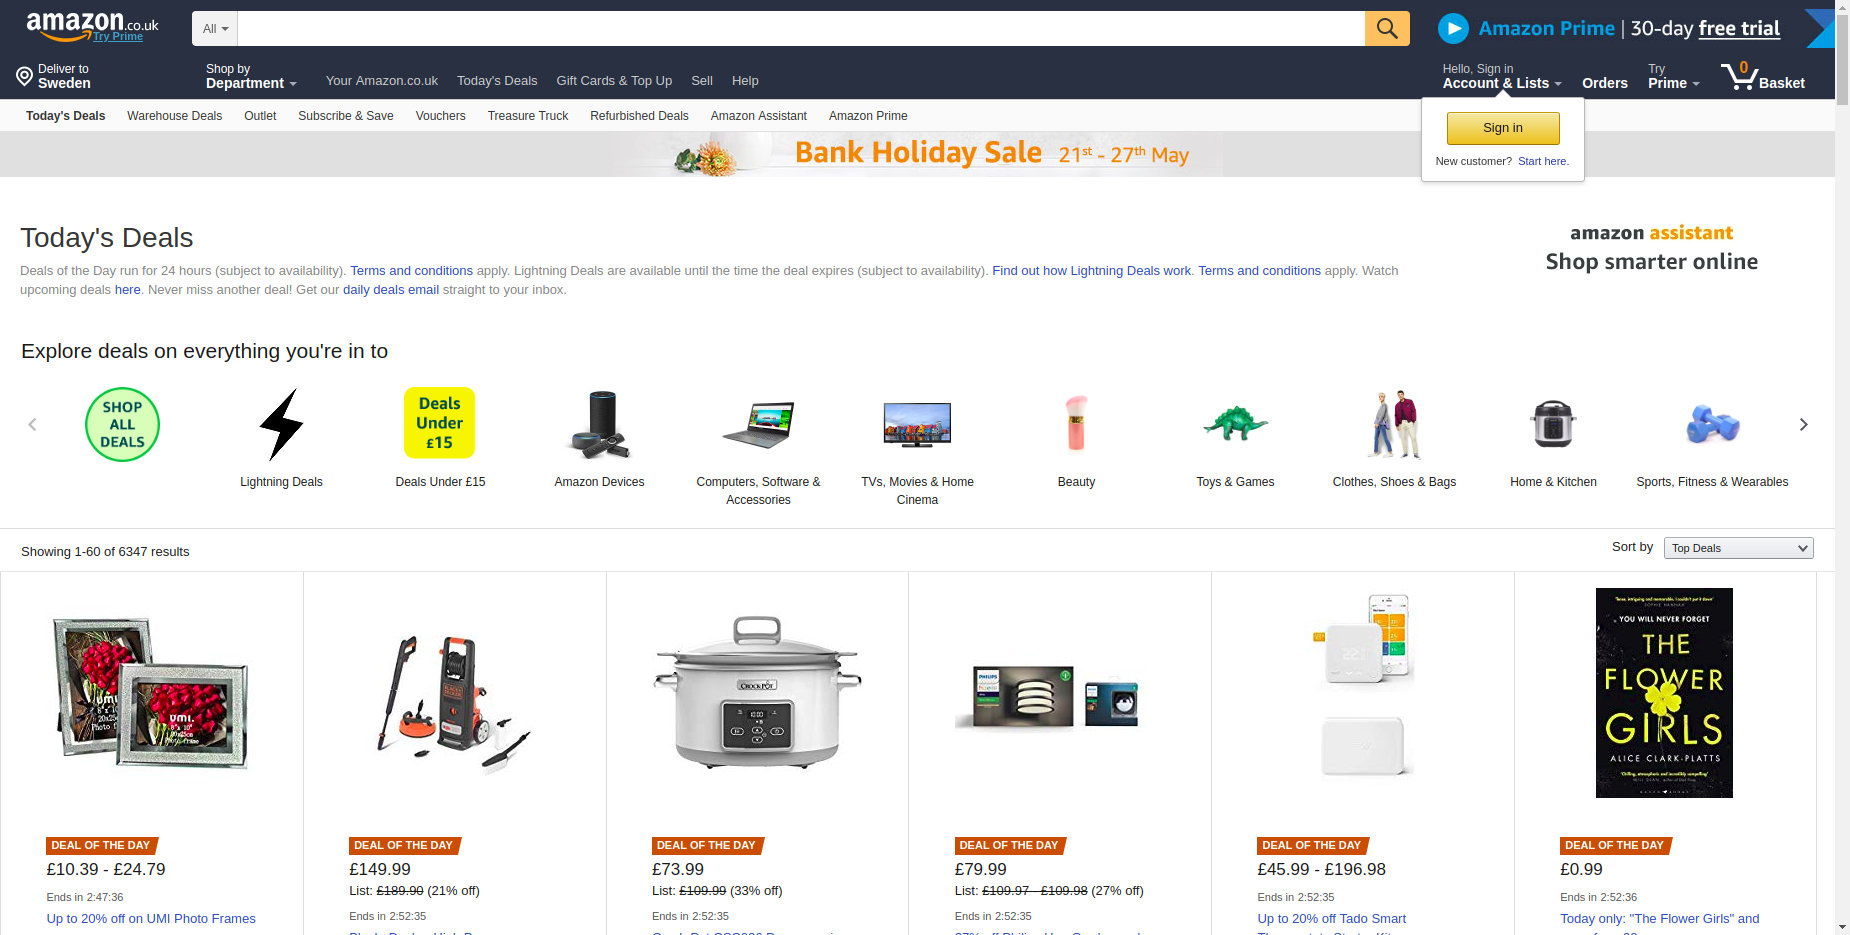 amazon.co.uk
Try Prime
All
Amazon Prime | 30-day free trial
Deliver to
Sweden
Shop by
Department
Your Amazon.co.uk
Today's Deals
Gift Cards & Top Up
Sell
Help
Hello, Sign in
Account & Lists
Orders
Try
Prime
0
Basket
Today's Deals
Warehouse Deals
Outlet
Subscribe & Save
Vouchers
Treasure Truck
Refurbished Deals
Amazon Assistant
Amazon Prime
Sign in
New customer? Start here.
Bank Holiday Sale 21st - 27th May
Today's Deals
Deals of the Day run for 24 hours (subject to availability). Terms and conditions apply. Lightning Deals are available until the time the deal expires (subject to availability). Find out how Lightning Deals work. Terms and conditions apply. Watch
upcoming deals here. Never miss another deal! Get our daily deals email straight to your inbox.
amazon assistant
Shop smarter online
Explore deals on everything you're in to
SHOP
ALL
DEALS
Lightning Deals
Deals
Under
£15
Deals Under £15
Amazon Devices
Computers, Software &
Accessories
TVs, Movies & Home
Cinema
Beauty
Toys & Games
Clothes, Shoes & Bags
Home & Kitchen
Sports, Fitness & Wearables
Showing 1-60 of 6347 results
Sort by
Top Deals
umi.
8" x 10"
20x25cm
Photo frame
DEAL OF THE DAY
£10.39 - £24.79
Ends in 2:47:36
Up to 20% off on UMI Photo Frames
DEAL OF THE DAY
£149.99
List: £189.90 (21% off)
Ends in 2:52:35
CROCK POT
DEAL OF THE DAY
£73.99
List: £109.99 (33% off)
Ends in 2:52:35
PHILIPS
DEAL OF THE DAY
£79.99
List: £109.97 - £109.98 (27% off)
Ends in 2:52:35
DEAL OF THE DAY
£45.99 - £196.98
Ends in 2:52:35
Up to 20% off Tado Smart
YOU WILL NEVER FORGET
THE
FLOWER
GIRLS
ALICE CLARK-PLATTS
DEAL OF THE DAY
£0.99
Ends in 2:52:36
Today only: "The Flower Girls" and